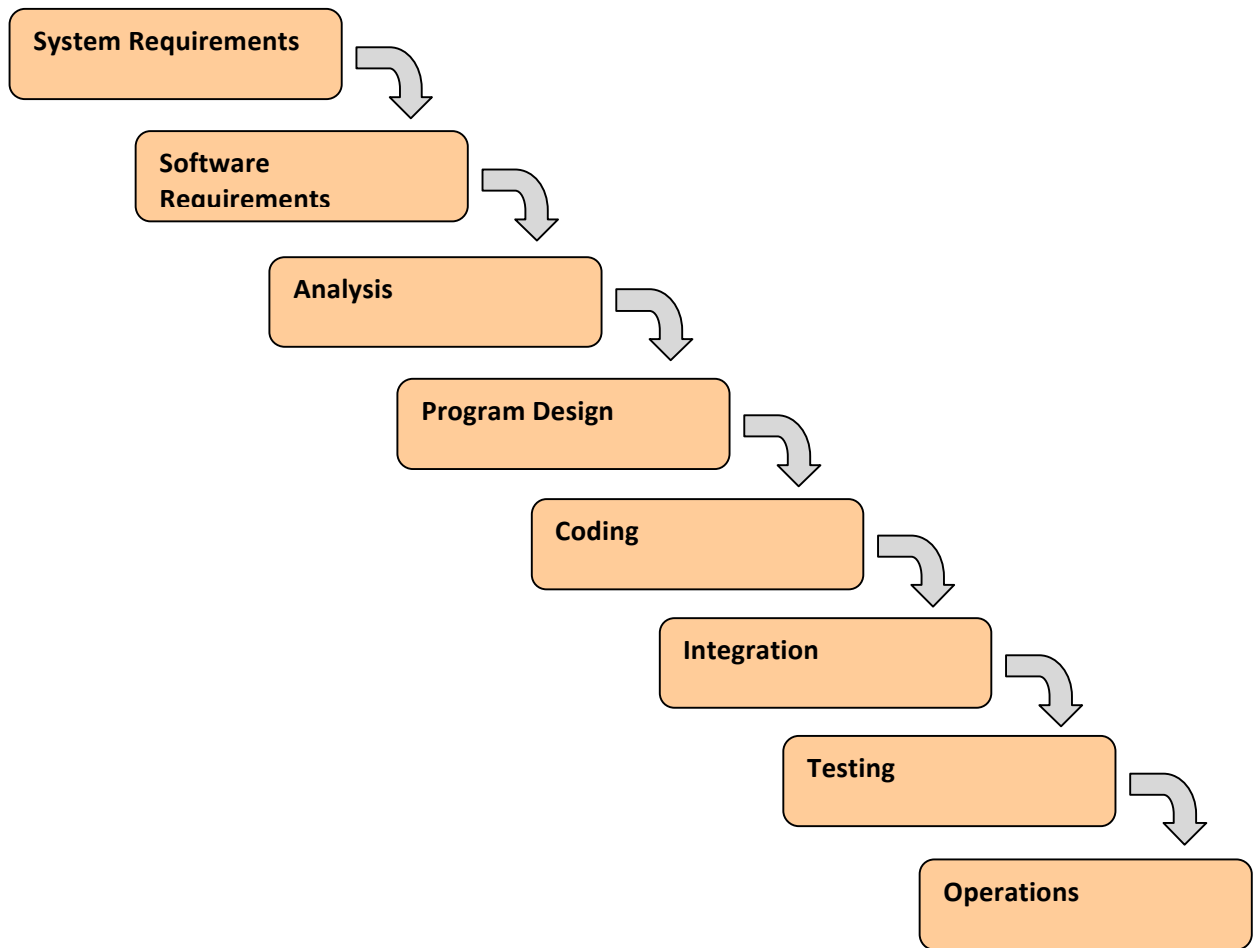 System Requirements
Software
Requirements
Analysis
Program Design
Coding
Integration
Testing
Operations